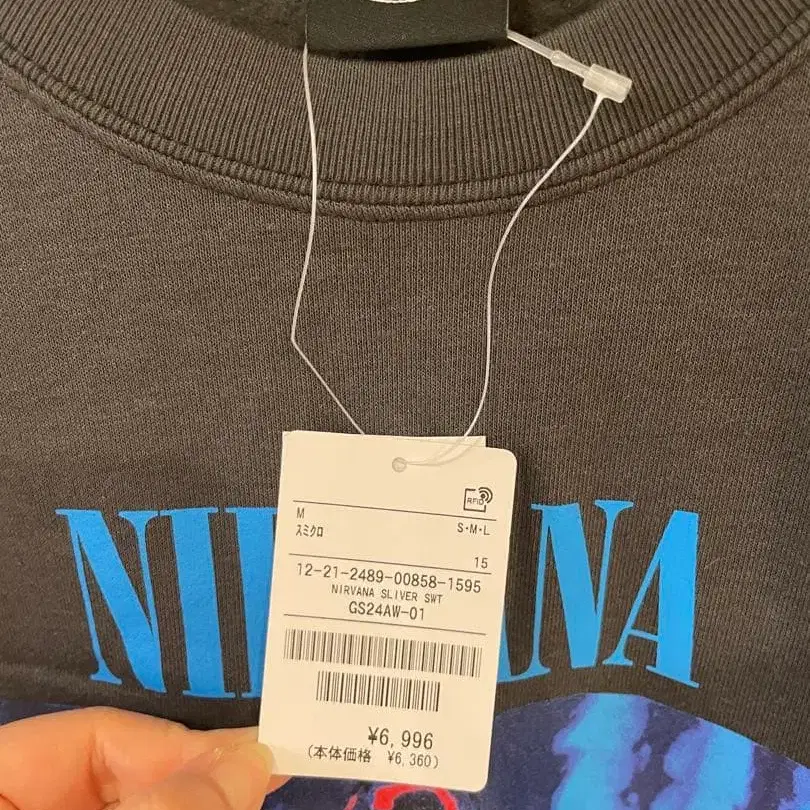 RFID
M
S・M・L
スミクロ
15
12-21-2489-00858-1595
NIRVANA SLIVER SWT
GS24AW-01
¥6,996
(本体価格 ¥6,360)
NIRVANA